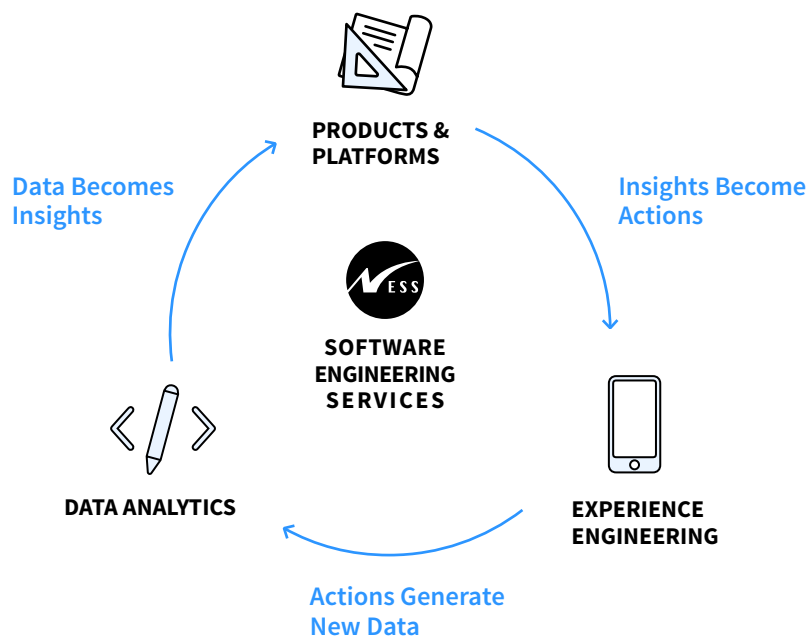 PRODUCTS &
PLATFORMS
Data Becomes
Insights
Insights Become
Actions
NESS
SOFTWARE
ENGINEERING
SERVICES
DATA ANALYTICS
EXPERIENCE
ENGINEERING
Actions Generate
New Data